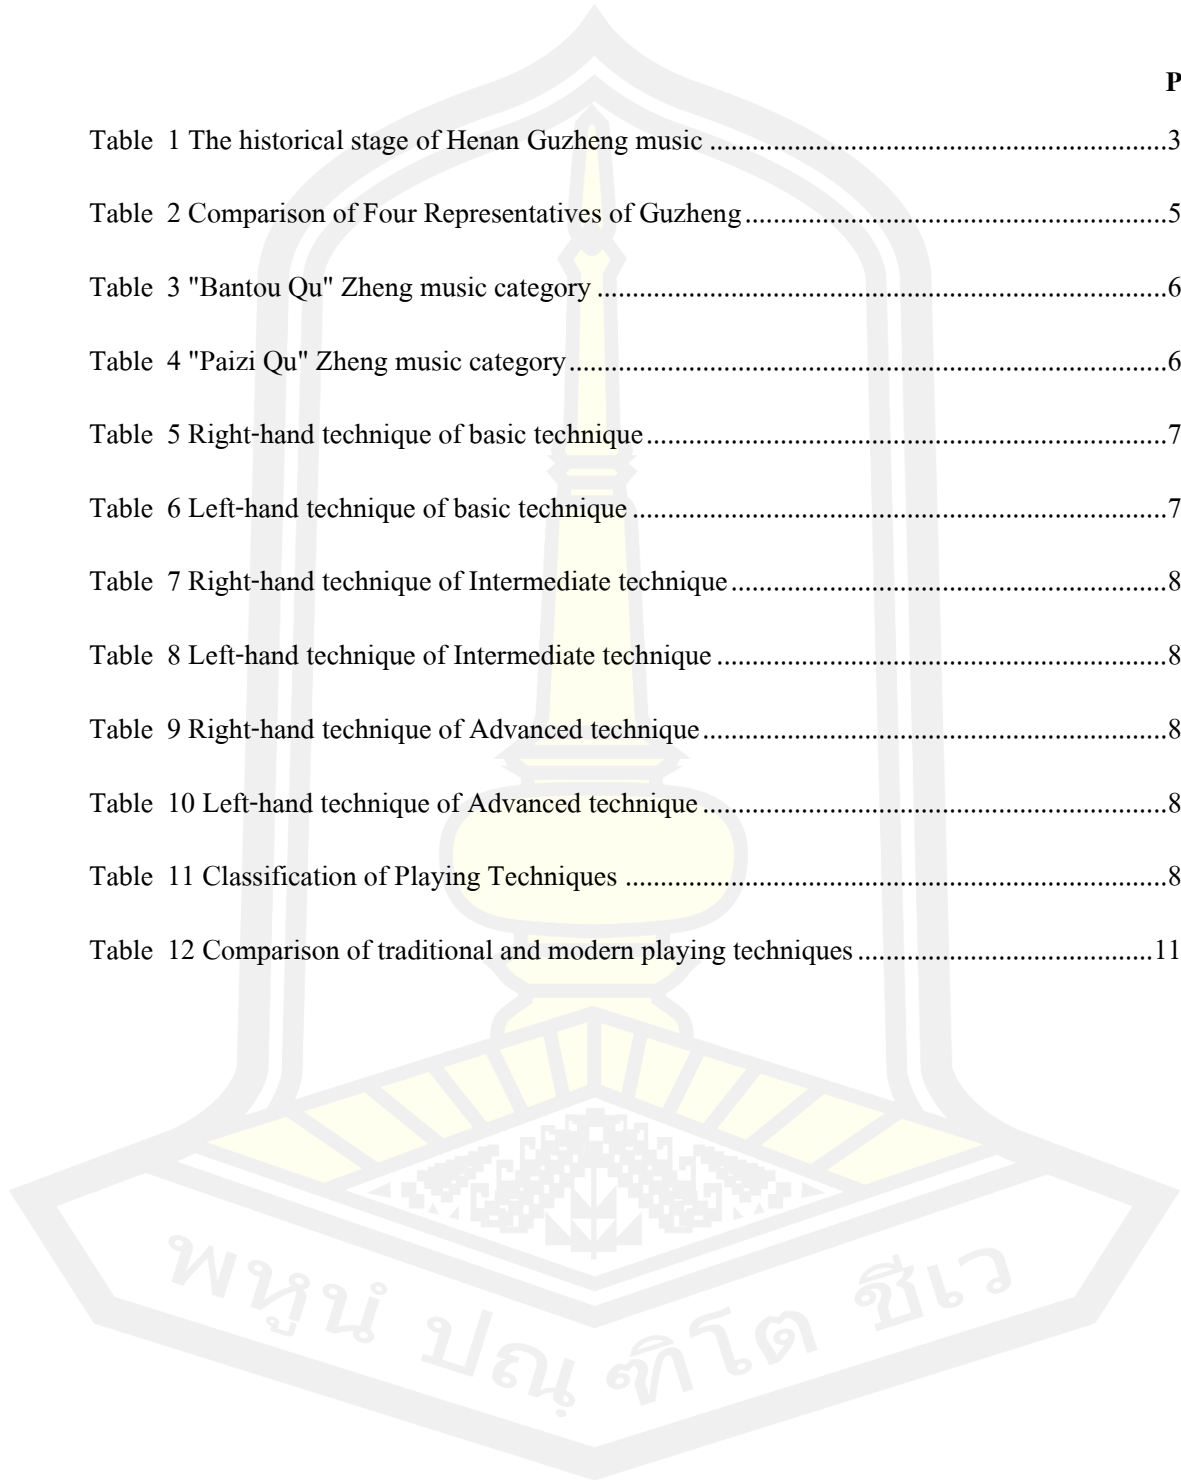 P
Table 1 The historical stage of Henan Guzheng music ..........3
Table 2 Comparison of Four Representatives of Guzheng ..........5
Table 3 "Bantou Qu" Zheng music category ..........6
Table 4 "Paizi Qu" Zheng music category ..........6
Table 5 Right-hand technique of basic technique ..........7
Table 6 Left-hand technique of basic technique ..........7
Table 7 Right-hand technique of Intermediate technique ..........8
Table 8 Left-hand technique of Intermediate technique ..........8
Table 9 Right-hand technique of Advanced technique ..........8
Table 10 Left-hand technique of Advanced technique ..........8
Table 11 Classification of Playing Techniques ..........8
Table 12 Comparison of traditional and modern playing techniques ..........11
พหูนํ ปณฺ ฑิโต ชีเว